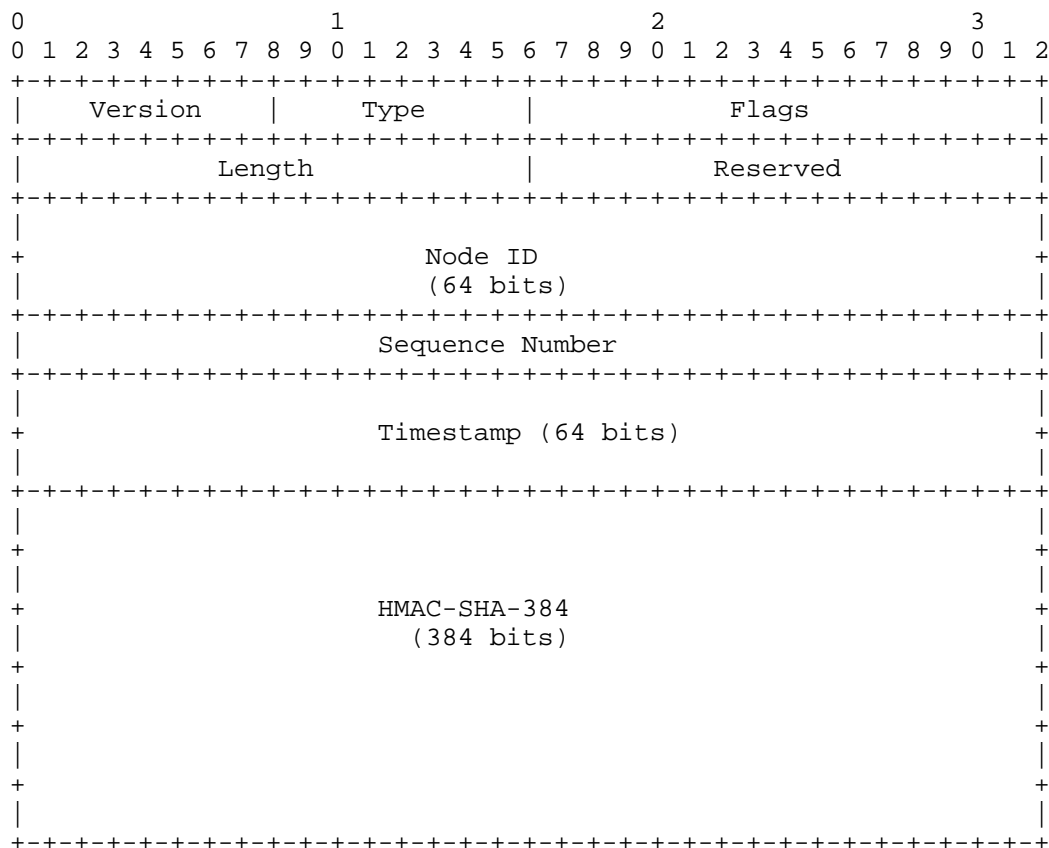 0                   1                   2                   3
0 1 2 3 4 5 6 7 8 9 0 1 2 3 4 5 6 7 8 9 0 1 2 3 4 5 6 7 8 9 0 1 2
+-+-+-+-+-+-+-+-+-+-+-+-+-+-+-+-+-+-+-+-+-+-+-+-+-+-+-+-+-+-+-+-+
|    Version    |     Type      |            Flags              |
+-+-+-+-+-+-+-+-+-+-+-+-+-+-+-+-+-+-+-+-+-+-+-+-+-+-+-+-+-+-+-+-+
|            Length             |           Reserved            |
+-+-+-+-+-+-+-+-+-+-+-+-+-+-+-+-+-+-+-+-+-+-+-+-+-+-+-+-+-+-+-+-+
|                                                               |
+                         Node ID                               +
|                         (64 bits)                             |
+-+-+-+-+-+-+-+-+-+-+-+-+-+-+-+-+-+-+-+-+-+-+-+-+-+-+-+-+-+-+-+-+
|                      Sequence Number                          |
+-+-+-+-+-+-+-+-+-+-+-+-+-+-+-+-+-+-+-+-+-+-+-+-+-+-+-+-+-+-+-+-+
|                                                               |
+                      Timestamp (64 bits)                      +
|                                                               |
+-+-+-+-+-+-+-+-+-+-+-+-+-+-+-+-+-+-+-+-+-+-+-+-+-+-+-+-+-+-+-+-+
|                                                               |
+                                                               +
|                                                               |
+                      HMAC-SHA-384                             +
|                        (384 bits)                             |
+                                                               +
|                                                               |
+                                                               +
|                                                               |
+                                                               +
|                                                               |
+-+-+-+-+-+-+-+-+-+-+-+-+-+-+-+-+-+-+-+-+-+-+-+-+-+-+-+-+-+-+-+-+